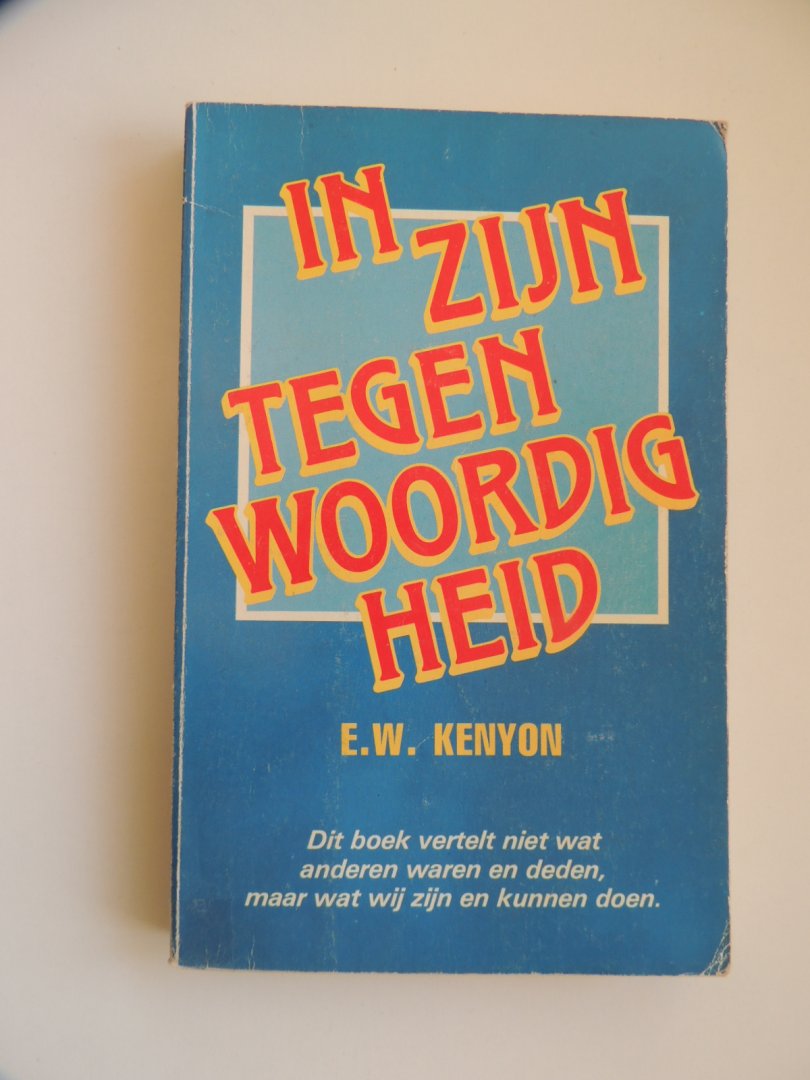 IN
ZIJN
TEGEN
WOORDIG
HEID
E.W. KENYON
Dit boek vertelt niet wat
anderen waren en deden,
maar wat wij zijn en kunnen doen.